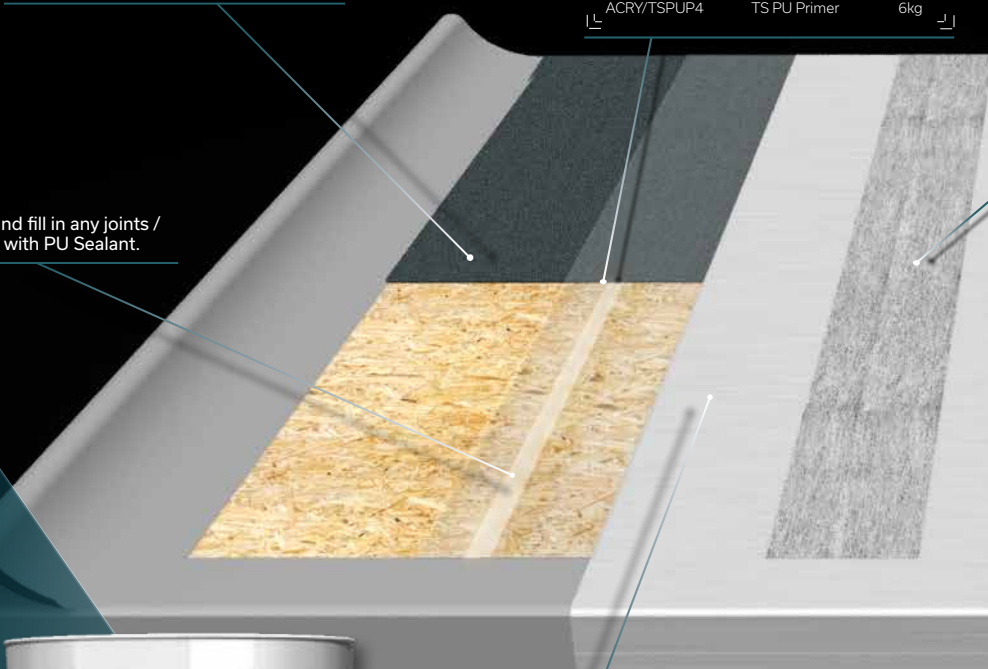 ACRY/TSPUP4 TS PU Primer 6kg
nd fill in any joints /
with PU Sealant.